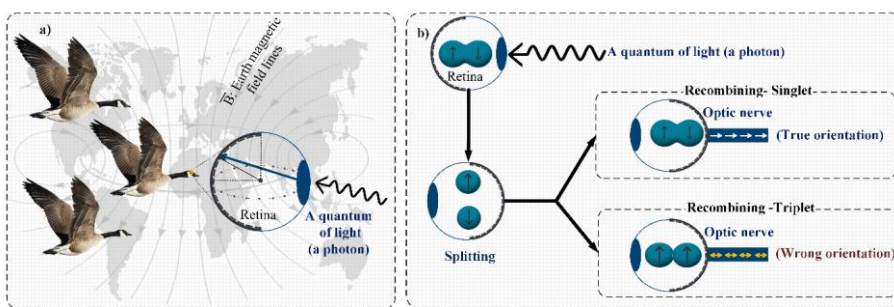 a)
B: Earth magnetic
field lines
Retina
A quantum
of light
(a photon)
b)
A quantum of light (a photon)
Retina
Splitting
Recombining- Singlet
Optic nerve
(True orientation)
Recombining -Triplet
Optic nerve
(Wrong orientation)